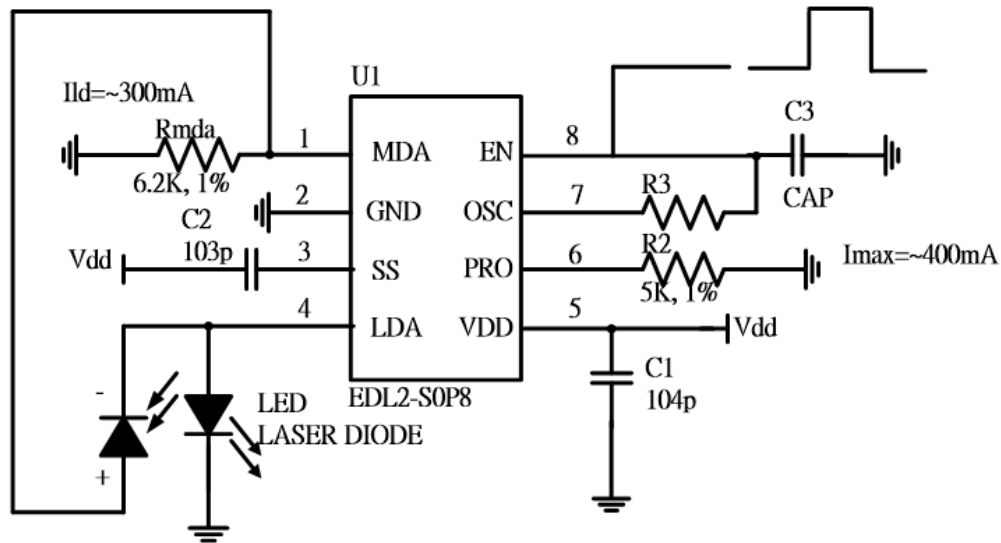 U1
Ild=~300mA
Rmda
6.2K, 1%
1
MDA
EN
8
C3
CAP
2
GND
OSC
7
R3
C2
103p
Vdd
3
SS
PRO
6
R2
5K, 1%
Imax=~400mA
4
LDA
VDD
5
Vdd
EDL2-S0P8
C1
104p
-
+
LED
LASER DIODE